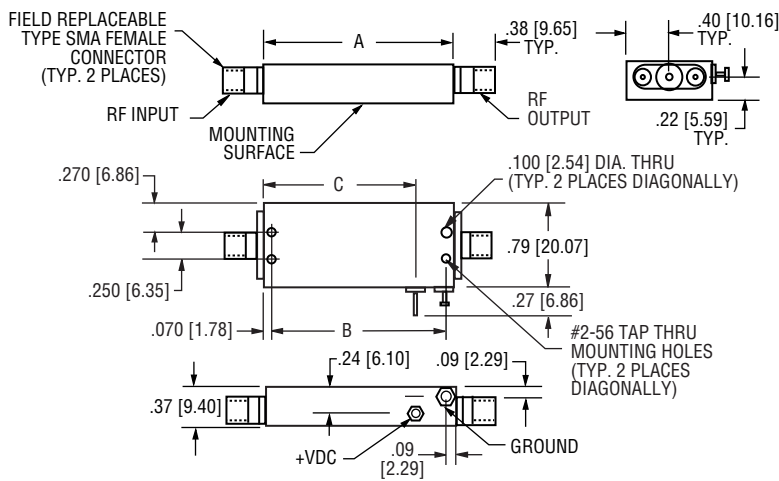 FIELD REPLACEABLE
TYPE SMA FEMALE
CONNECTOR
(TYP. 2 PLACES)
RF INPUT
MOUNTING
SURFACE
A
.38 [9.65]
TYP.
RF
OUTPUT
.40 [10.16]
TYP.
.22 [5.59]
TYP.
.270 [6.86]
.250 [6.35]
.070 [1.78]
C
B
.100 [2.54] DIA. THRU
(TYP. 2 PLACES DIAGONALLY)
.79 [20.07]
.27 [6.86]
#2-56 TAP THRU
MOUNTING HOLES
(TYP. 2 PLACES
DIAGONALLY)
.24 [6.10]
.09 [2.29]
.37 [9.40]
+VDC
.09
[2.29]
GROUND